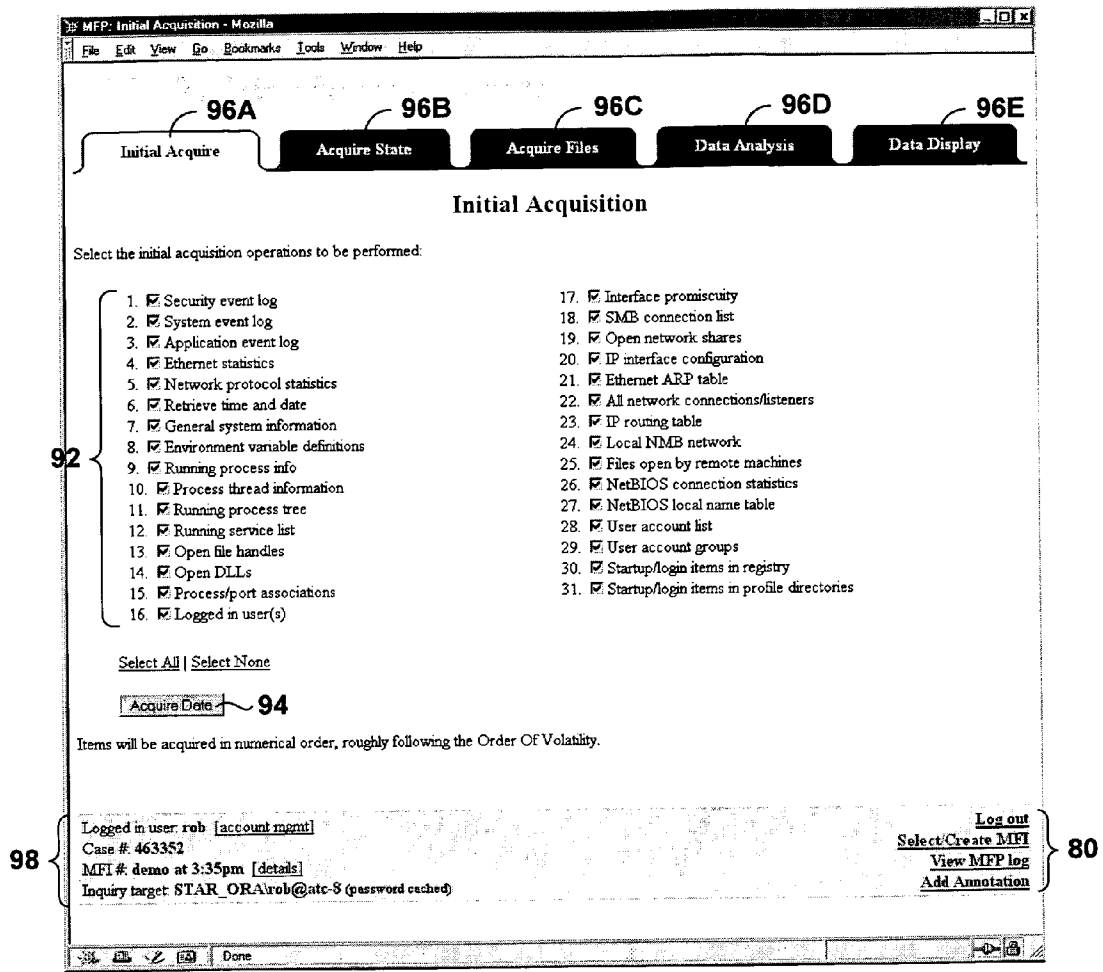 MFP: Initial Acquisition - Mozilla
File Edit View Go Bookmarks Tools Window Help
96A 96B 96C 96D 96E
Initial Acquire Acquire State Acquire Files Data Analysis Data Display
Initial Acquisition
Select the initial acquisition operations to be performed:
1. Security event log
2. System event log
3. Application event log
4. Ethernet statistics
5. Network protocol statistics
6. Retrieve time and date
7. General system information
8. Environment variable definitions
9. Running process info
10. Process thread information
11. Running process tree
12. Running service list
13. Open file handles
14. Open DLLs
15. Process/port associations
16. Logged in user(s)
92
17. Interface promiscuity
18. SMB connection list
19. Open network shares
20. IP interface configuration
21. Ethernet ARP table
22. All network connections/listeners
23. IP routing table
24. Local NMB network
25. Files open by remote machines
26. NetBIOS connection statistics
27. NetBIOS local name table
28. User account list
29. User account groups
30. Startup/login items in registry
31. Startup/login items in profile directories
Select All | Select None
Acquire Data 94
Items will be acquired in numerical order, roughly following the Order Of Volatility.
Logged in user: rob [account mgmt]
Case #: 463352
MFI #: demo at 3:35pm [details]
Inquiry target: STAR_ORA\rob@atc-8 (password cached)
98
Log out
Select/Create MFI
View MFP log
Add Annotation
80
Done